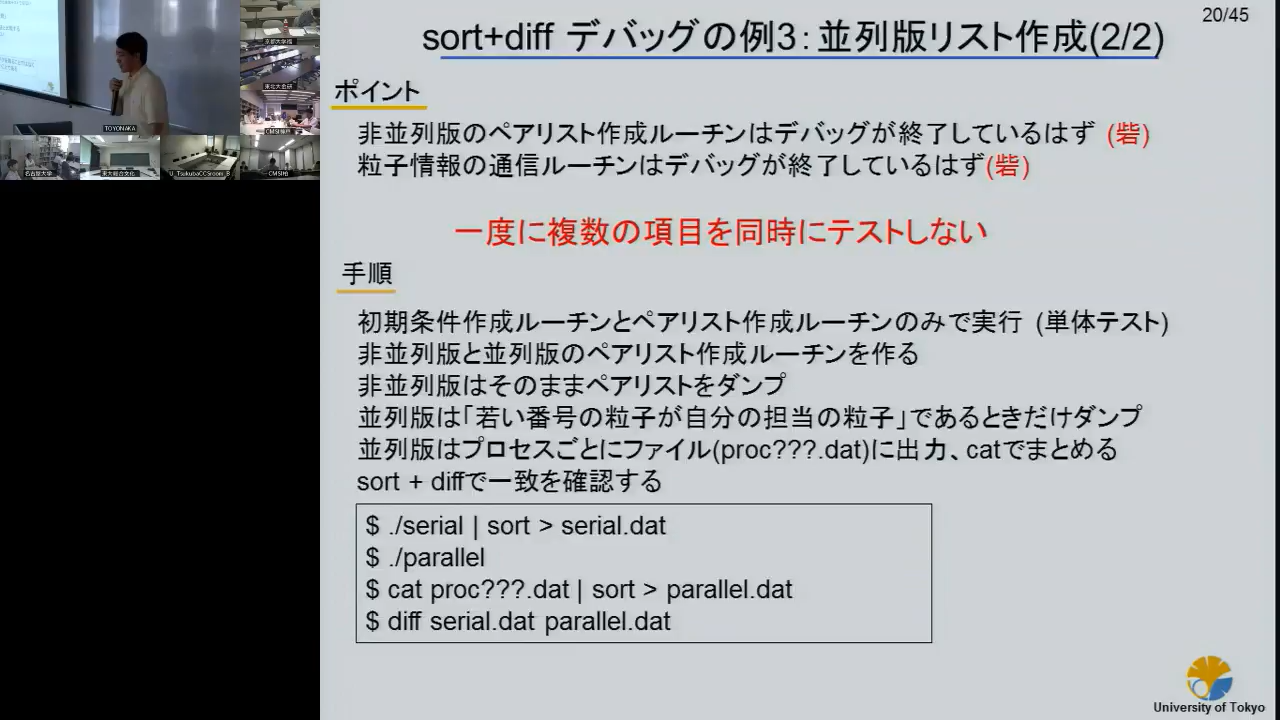 20/45
sort+diff デバッグの例3：並列版リスト作成(2/2)
ポイント
非並列版のペアリスト作成ルーチンはデバッグが終了しているはず (砦)
粒子情報の通信ルーチンはデバッグが終了しているはず(砦)
一度に複数の項目を同時にテストしない
手順
初期条件作成ルーチンとペアリスト作成ルーチンのみで実行 (単体テスト)
非並列版と並列版のペアリスト作成ルーチンを作る
非並列版はそのままペアリストをダンプ
並列版は「若い番号の粒子が自分の担当の粒子」であるときだけダンプ
並列版はプロセスごとにファイル(proc???.dat)に出力、catでまとめる
sort + diffで一致を確認する
$ ./serial | sort > serial.dat
$ ./parallel
$ cat proc???.dat | sort > parallel.dat
$ diff serial.dat parallel.dat
University of Tokyo
TOYONAKA
名古屋大学
東大総合文化
U_TsukubaCCSroom_B